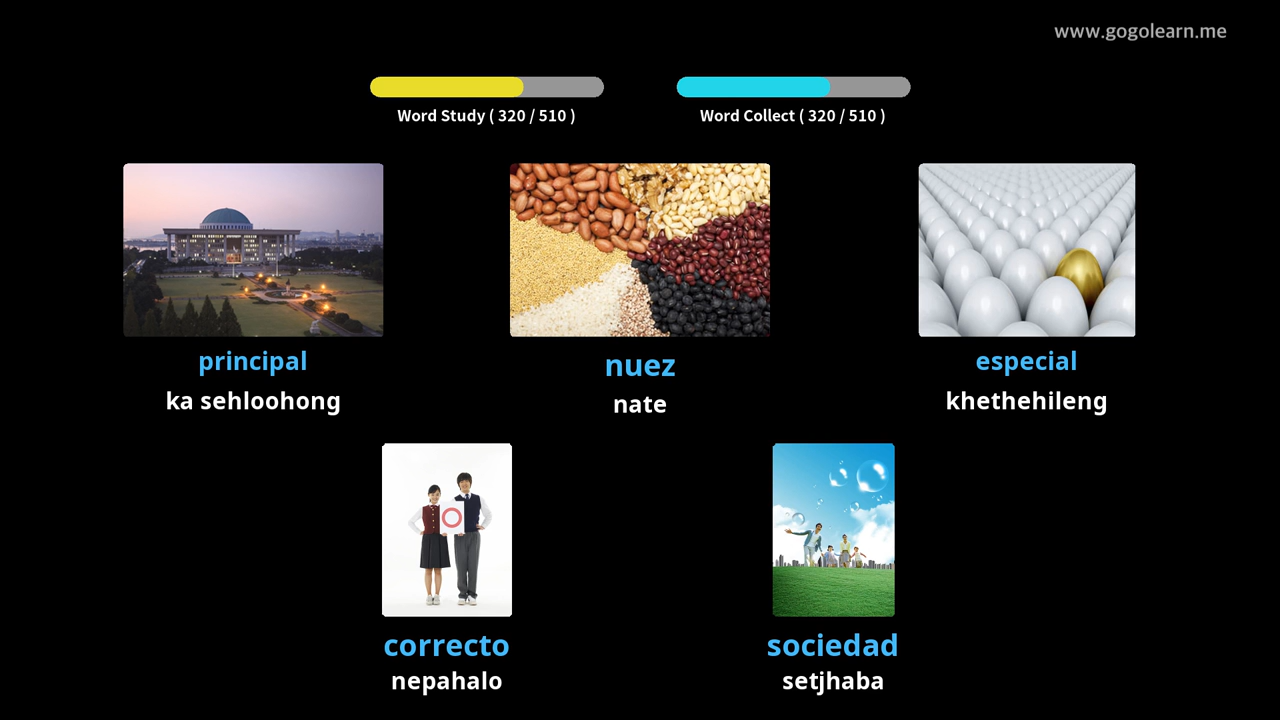 www.gogolearn.me
Word Study ( 320 / 510 )
Word Collect ( 320 / 510 )
principal
ka sehloohong
nuez
nate
especial
khethehileng
correcto
nepahalo
sociedad
setjhaba